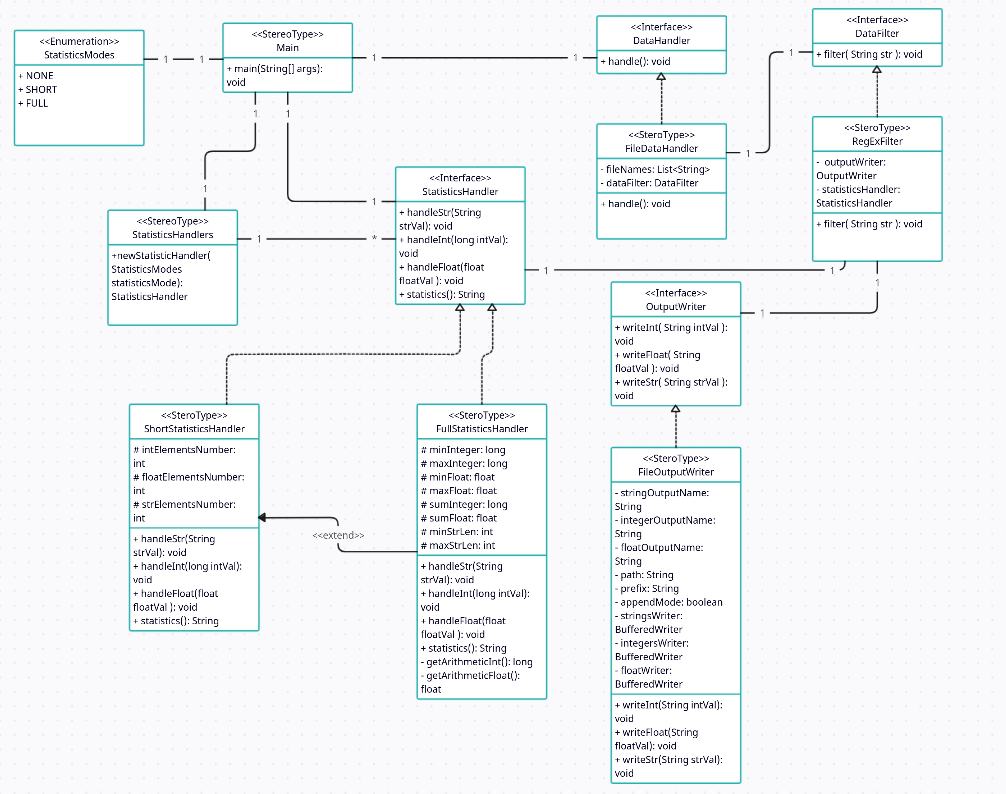 <<Enumeration>>
StatisticsModes
+ NONE
+ SHORT
+ FULL
1
1
<<StereoType>>
Main
+ main(String[] args):
void
1
1
<<Interface>>
DataHandler
+ handle(): void
<<Interface>>
DataFilter
+ filter( String str ): void
1
1
1
<<SteroType>>
FileDataHandler
- fileNames: List<String>
- dataFilter: DataFilter
+ handle(): void
1
<<SteroType>>
RegExFilter
- outputWriter:
OutputWriter
- statisticsHandler:
StatisticsHandler
+ filter( String str ): void
1
1
<<StereoType>>
StatisticsHandlers
+newStatisticHandler(
StatisticsModes
statisticsMode):
StatisticsHandler
1
*
<<Interface>>
StatisticsHandler
+ handleStr(String
strVal): void
+ handleInt(long intVal):
void
+ handleFloat(float
floatVal ): void
+ statistics(): String
1
1
1
1
<<Interface>>
OutputWriter
+ writeInt( String intVal ):
void
+ writeFloat( String
floatVal ): void
+ writeStr( String strVal ):
void
<<SteroType>>
ShortStatisticsHandler
# intElementsNumber:
int
# floatElementsNumber:
int
# strElementsNumber:
int
+ handleStr(String
strVal): void
+ handleInt(long intVal):
void
+ handleFloat(float
floatVal ): void
+ statistics(): String
<<extend>>
<<SteroType>>
FullStatisticsHandler
# minInteger: long
# maxInteger: long
# minFloat: float
# maxFloat: float
# sumInteger: long
# sumFloat: float
# minStrLen: int
# maxStrLen: int
+ handleStr(String
strVal): void
+ handleInt(long intVal):
void
+ handleFloat(float
floatVal ): void
+ statistics(): String
- getArithmeticInt(): long
- getArithmeticFloat():
float
<<SteroType>>
FileOutputWriter
- stringOutputName:
String
- integerOutputName:
String
- floatOutputName:
String
- path: String
- prefix: String
- appendMode: boolean
- stringsWriter:
BufferedWriter
- integersWriter:
BufferedWriter
- floatWriter:
BufferedWriter
+ writeInt(String intVal):
void
+ writeFloat(String
floatVal): void
+ writeStr(String strVal):
void